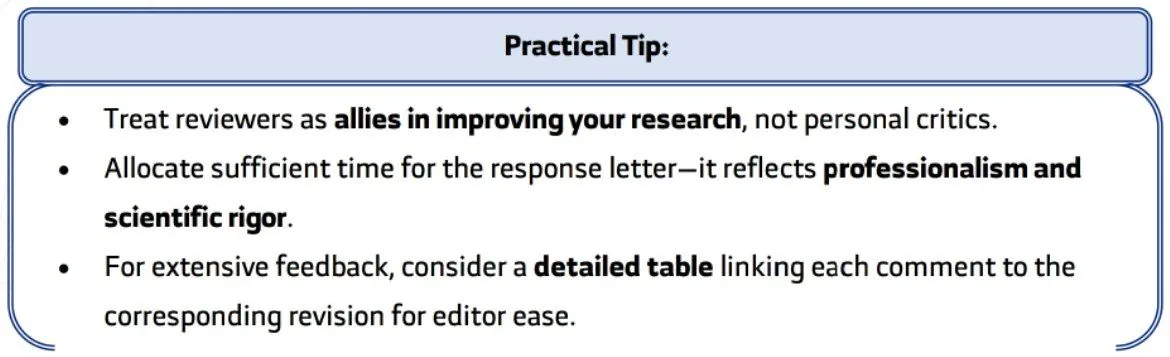 Practical Tip:
• Treat reviewers as allies in improving your research, not personal critics.
• Allocate sufficient time for the response letter—it reflects professionalism and
scientific rigor.
• For extensive feedback, consider a detailed table linking each comment to the
corresponding revision for editor ease.